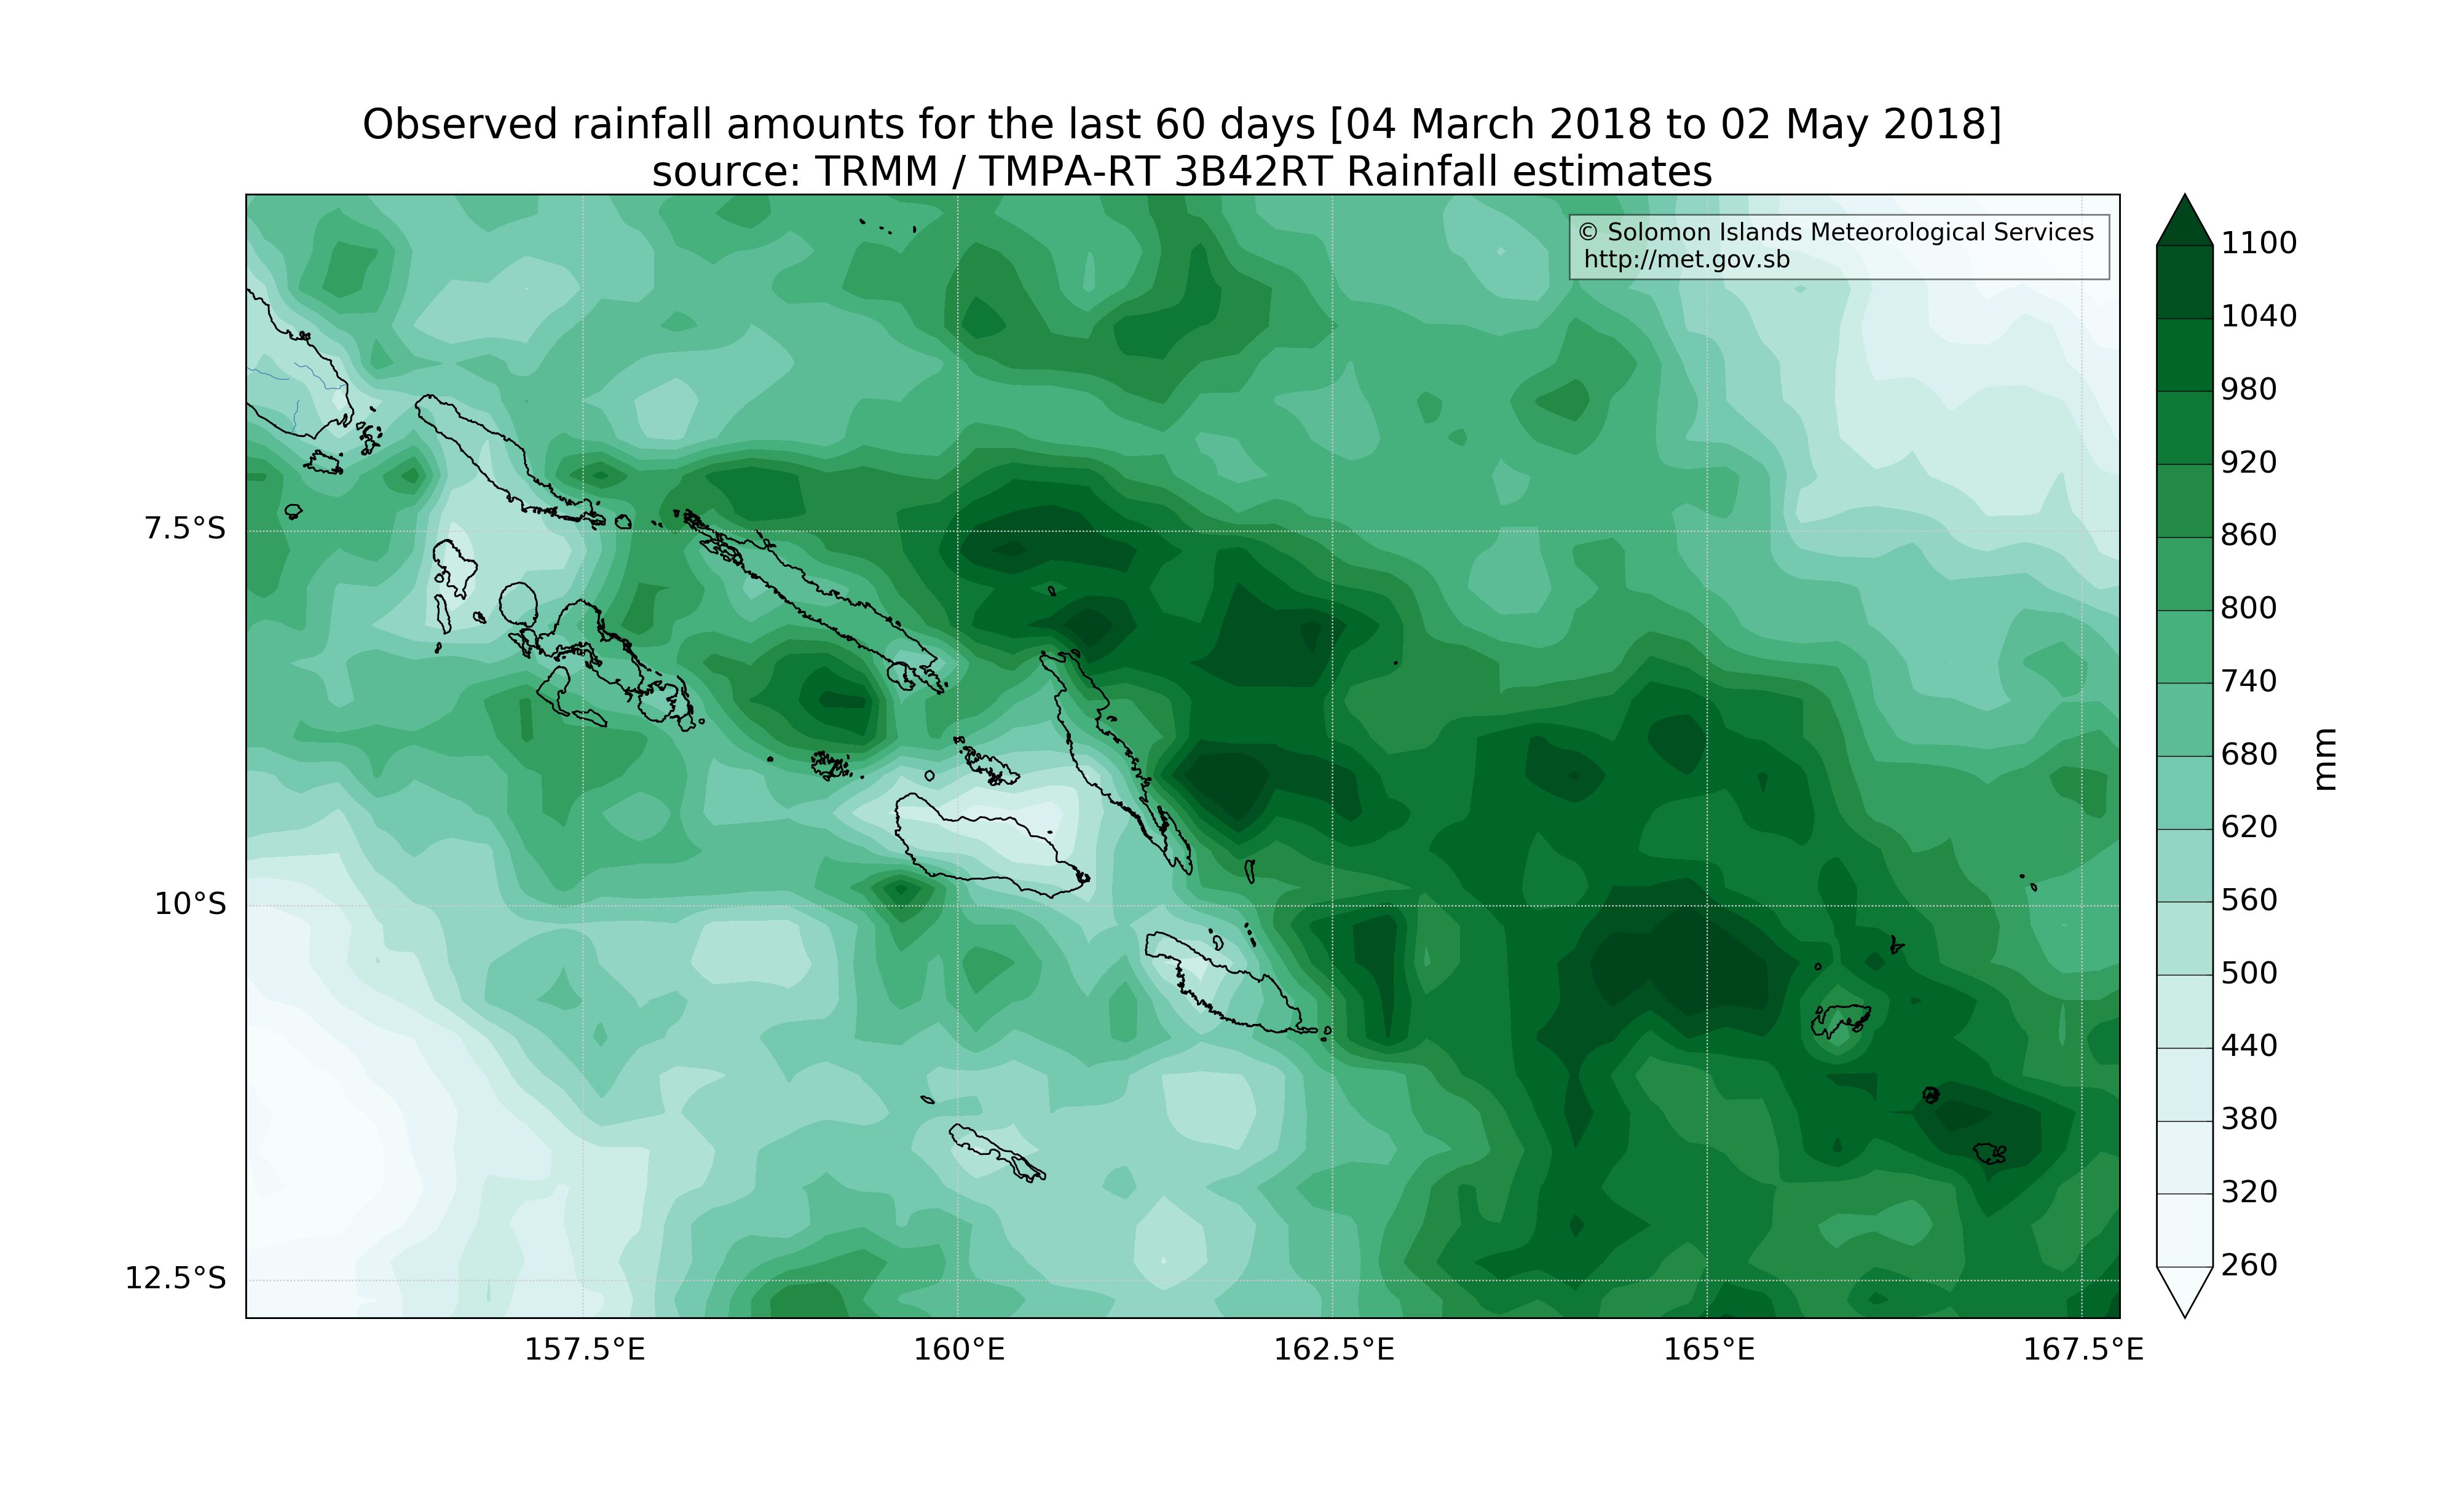 Observed rainfall amounts for the last 60 days [04 March 2018 to 02 May 2018]
source: TRMM / TMPA-RT 3B42RT Rainfall estimates
© Solomon Islands Meteorological Services
http://met.gov.sb
1100
1040
980
920
860
800
740
680
620
560
500
440
380
320
260
mm
7.5°S
10°S
12.5°S
157.5°E
160°E
162.5°E
165°E
167.5°E